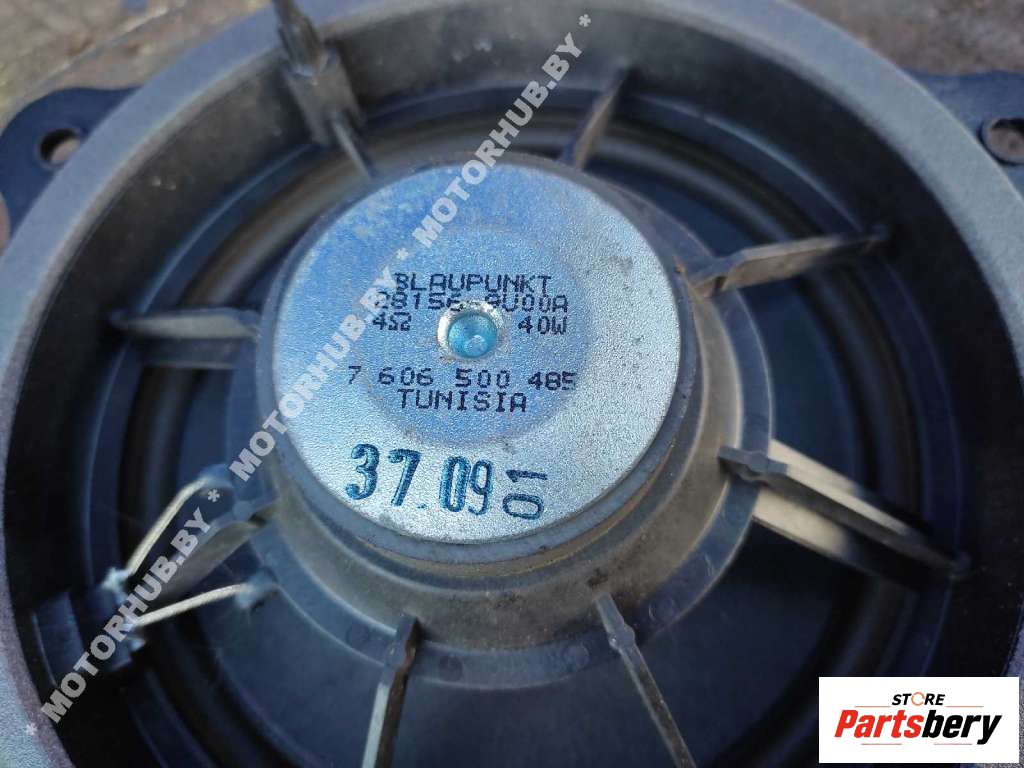 BLAUPUNKT
28156 AV00A
4Ω 40W
7 606 500 485
TUNISIA
37.09 01
* MOTORHUB.BY * MOTORHUB.BY * MOTORHUB.BY * MOTORHUB.BY *
STORE
Partsbery